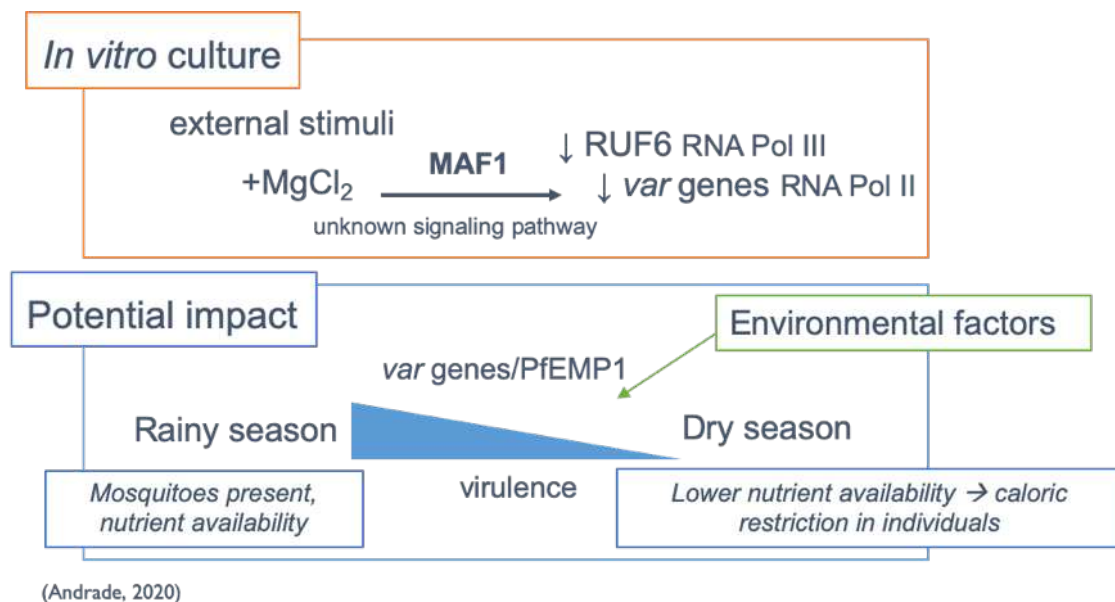 In vitro culture
external stimuli
+MgCl₂
MAF1
unknown signaling pathway
↓ RUF6 RNA Pol III
↓ var genes RNA Pol II
Potential impact
Environmental factors
var genes/PfEMP1
Rainy season
Dry season
virulence
Mosquitoes present,
nutrient availability
Lower nutrient availability → caloric
restriction in individuals
(Andrade, 2020)